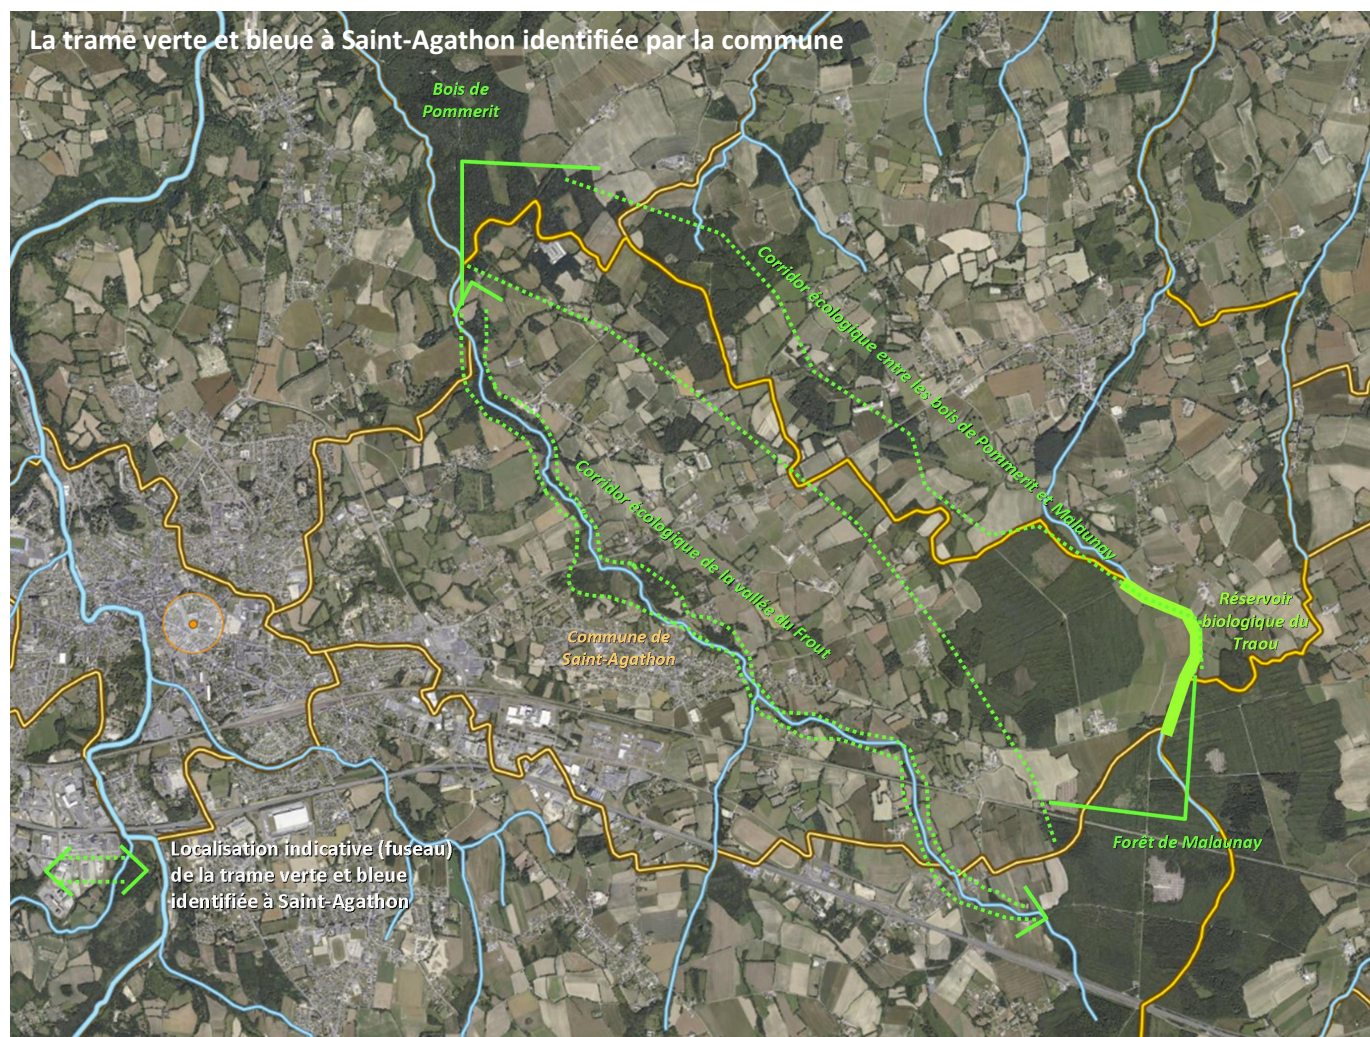 La trame verte et bleue à Saint-Agathon identifiée par la commune
Bois de
Pommerit
Corridor écologique entre les bois de Pommerit et Malaunay
Corridor écologique de la vallée du Frout
Réservoir
biologique du
Traou
Commune de
Saint-Agathon
Forêt de Malaunay
Localisation indicative (fuseau)
de la trame verte et bleue
identifiée à Saint-Agathon